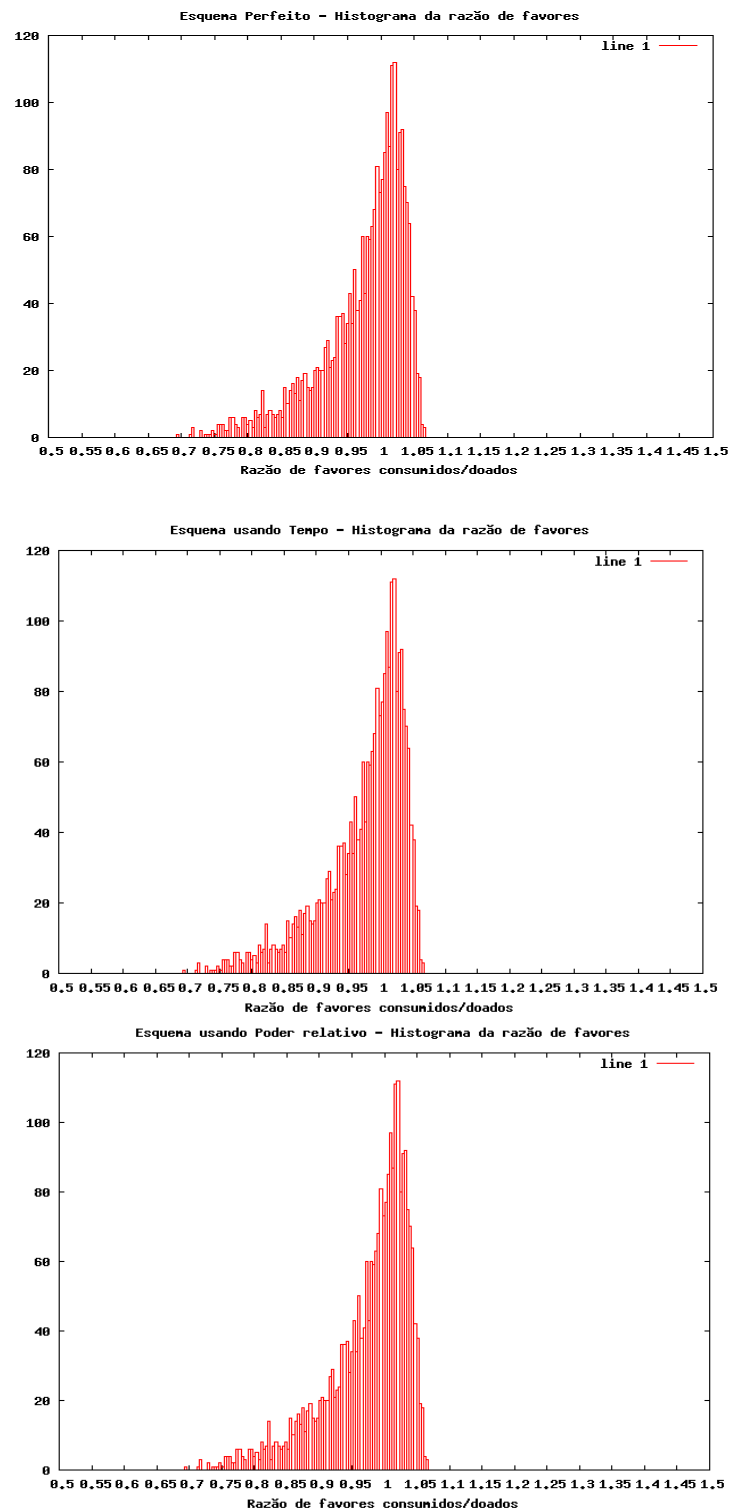 Esquema Perfeito - Histograma da razão de favores
line 1
120
100
80
60
40
20
0
0.5 0.55 0.6 0.65 0.7 0.75 0.8 0.85 0.9 0.95 1 1.05 1.1 1.15 1.2 1.25 1.3 1.35 1.4 1.45 1.5
Razão de favores consumidos/doados
Esquema usando Tempo - Histograma da razão de favores
line 1
120
100
80
60
40
20
0
0.5 0.55 0.6 0.65 0.7 0.75 0.8 0.85 0.9 0.95 1 1.05 1.1 1.15 1.2 1.25 1.3 1.35 1.4 1.45 1.5
Razão de favores consumidos/doados
Esquema usando Poder relativo - Histograma da razão de favores
line 1
120
100
80
60
40
20
0
0.5 0.55 0.6 0.65 0.7 0.75 0.8 0.85 0.9 0.95 1 1.05 1.1 1.15 1.2 1.25 1.3 1.35 1.4 1.45 1.5
Razão de favores consumidos/doados